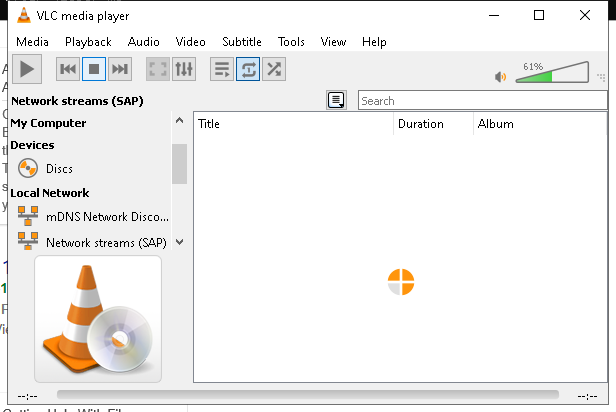 VLC media player
Media Playback Audio Video Subtitle Tools View Help
61%
Network streams (SAP)
Search
My Computer
Title Duration Album
Devices
Discs
Local Network
mDNS Network Disco...
Network streams (SAP)
--:-- --:--